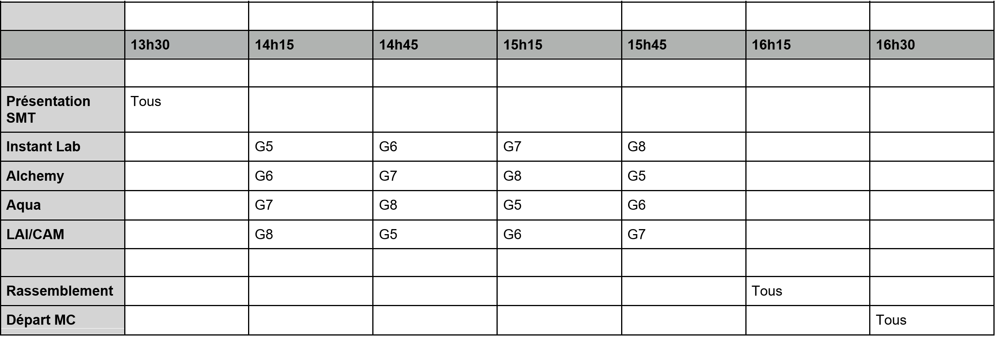 13h30 14h15 14h45 15h15 15h45 16h15 16h30
Présentation Tous
SMT
Instant Lab G5 G6 G7 G8
Alchemy G6 G7 G8 G5
Aqua G7 G8 G5 G6
LAI/CAM G8 G5 G6 G7
Rassemblement Tous
Départ MC Tous